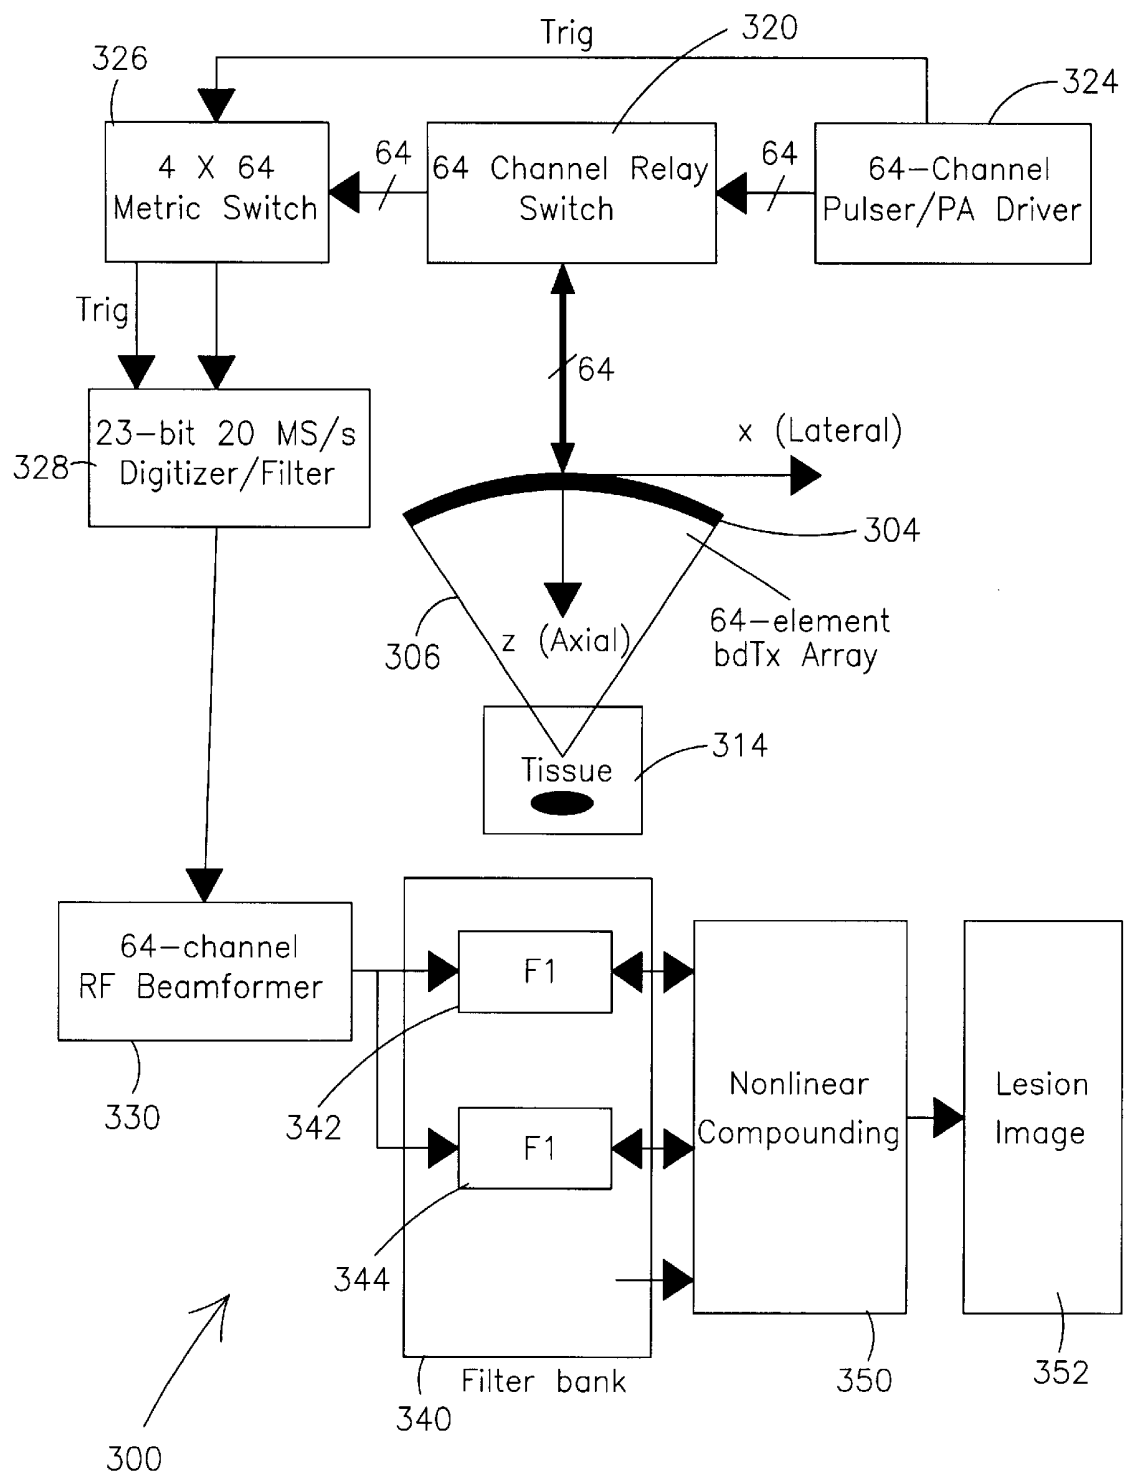 Trig
320
326
324
4 X 64
Metric Switch
64
64 Channel Relay
Switch
64
64-Channel
Pulser/PA Driver
Trig
64
23-bit 20 MS/s
Digitizer/Filter
328
x (Lateral)
304
306
z (Axial)
64-element
bdTx Array
314
Tissue
64-channel
RF Beamformer
330
F1
342
F1
344
Nonlinear
Compounding
Lesion
Image
350
352
Filter bank
340
300